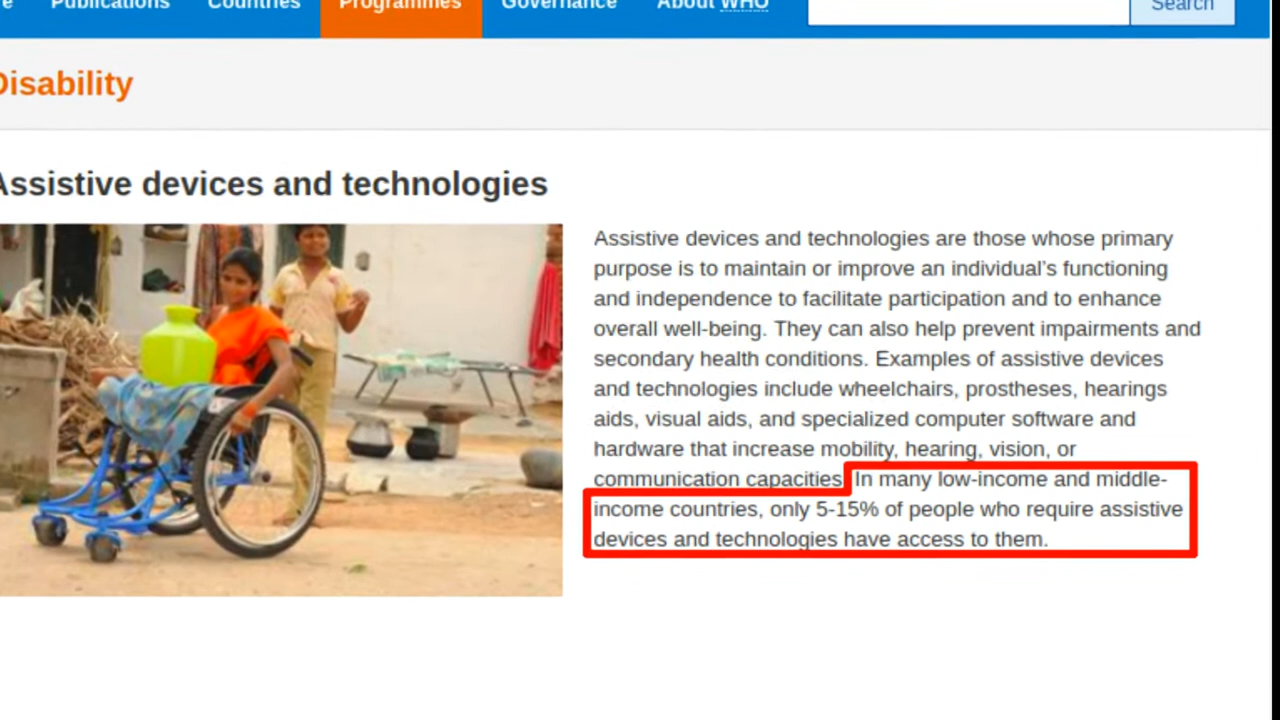 Publications Countries Programmes Governance About WHO Search
Disability
Assistive devices and technologies
Assistive devices and technologies are those whose primary
purpose is to maintain or improve an individual’s functioning
and independence to facilitate participation and to enhance
overall well-being. They can also help prevent impairments and
secondary health conditions. Examples of assistive devices
and technologies include wheelchairs, prostheses, hearings
aids, visual aids, and specialized computer software and
hardware that increase mobility, hearing, vision, or
communication capacities. In many low-income and middle-
income countries, only 5-15% of people who require assistive
devices and technologies have access to them.